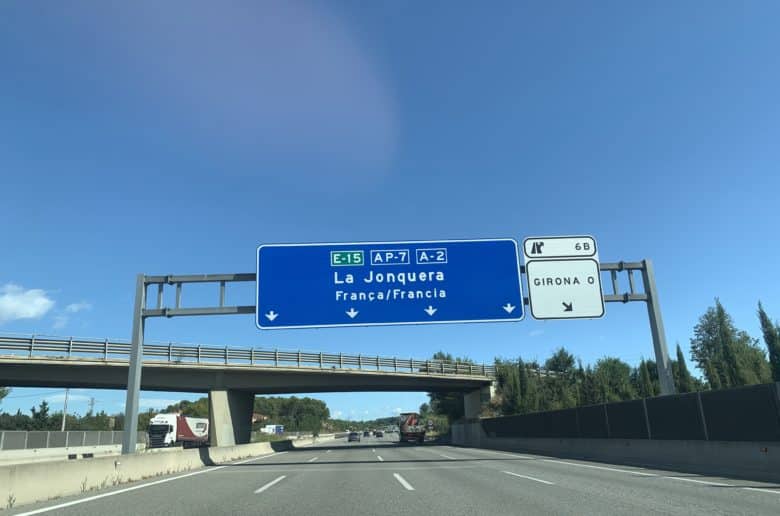 E-15 AP-7 A-2
La Jonquera
França/Francia
6B
GIRONA O